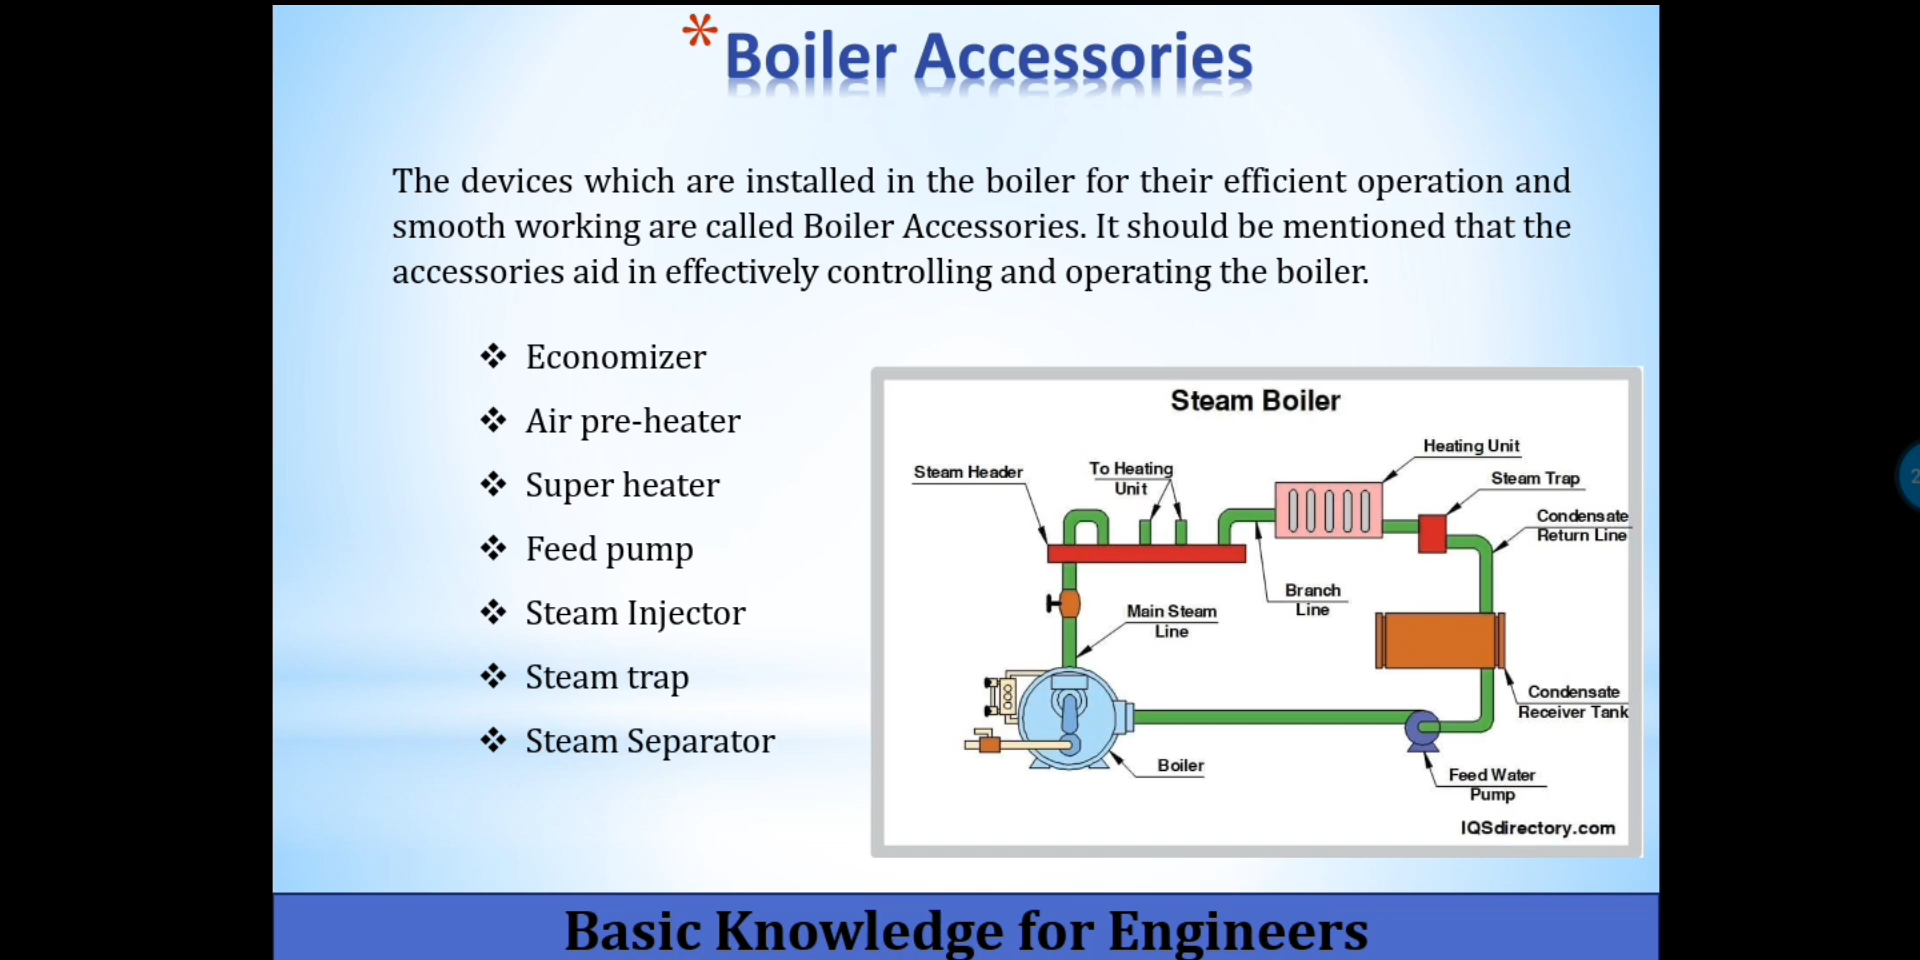 *Boiler Accessories
The devices which are installed in the boiler for their efficient operation and
smooth working are called Boiler Accessories. It should be mentioned that the
accessories aid in effectively controlling and operating the boiler.
❖ Economizer
❖ Air pre-heater
❖ Super heater
❖ Feed pump
❖ Steam Injector
❖ Steam trap
❖ Steam Separator
Steam Boiler
Heating Unit
Steam Header
To Heating
Unit
Steam Trap
Condensate
Return Line
Branch
Line
Main Steam
Line
Condensate
Receiver Tank
Boiler
Feed Water
Pump
IQSdirectory.com
Basic Knowledge for Engineers